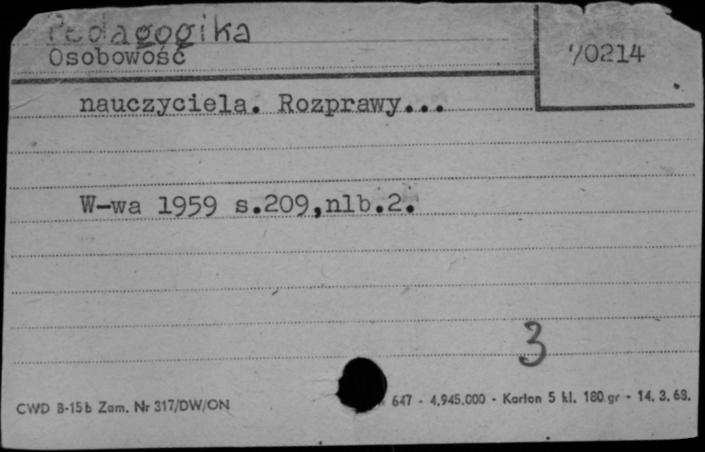 Pedagogika
Osobowość
70214
nauczyciela. Rozprawy...
W-wa 1959 s.209,nlb.2.
3
CWD B-15b Zam. Nr 317/DW/ON
647 - 4.945.000 - Karton 5 kl. 180 gr - 14. 3. 68.